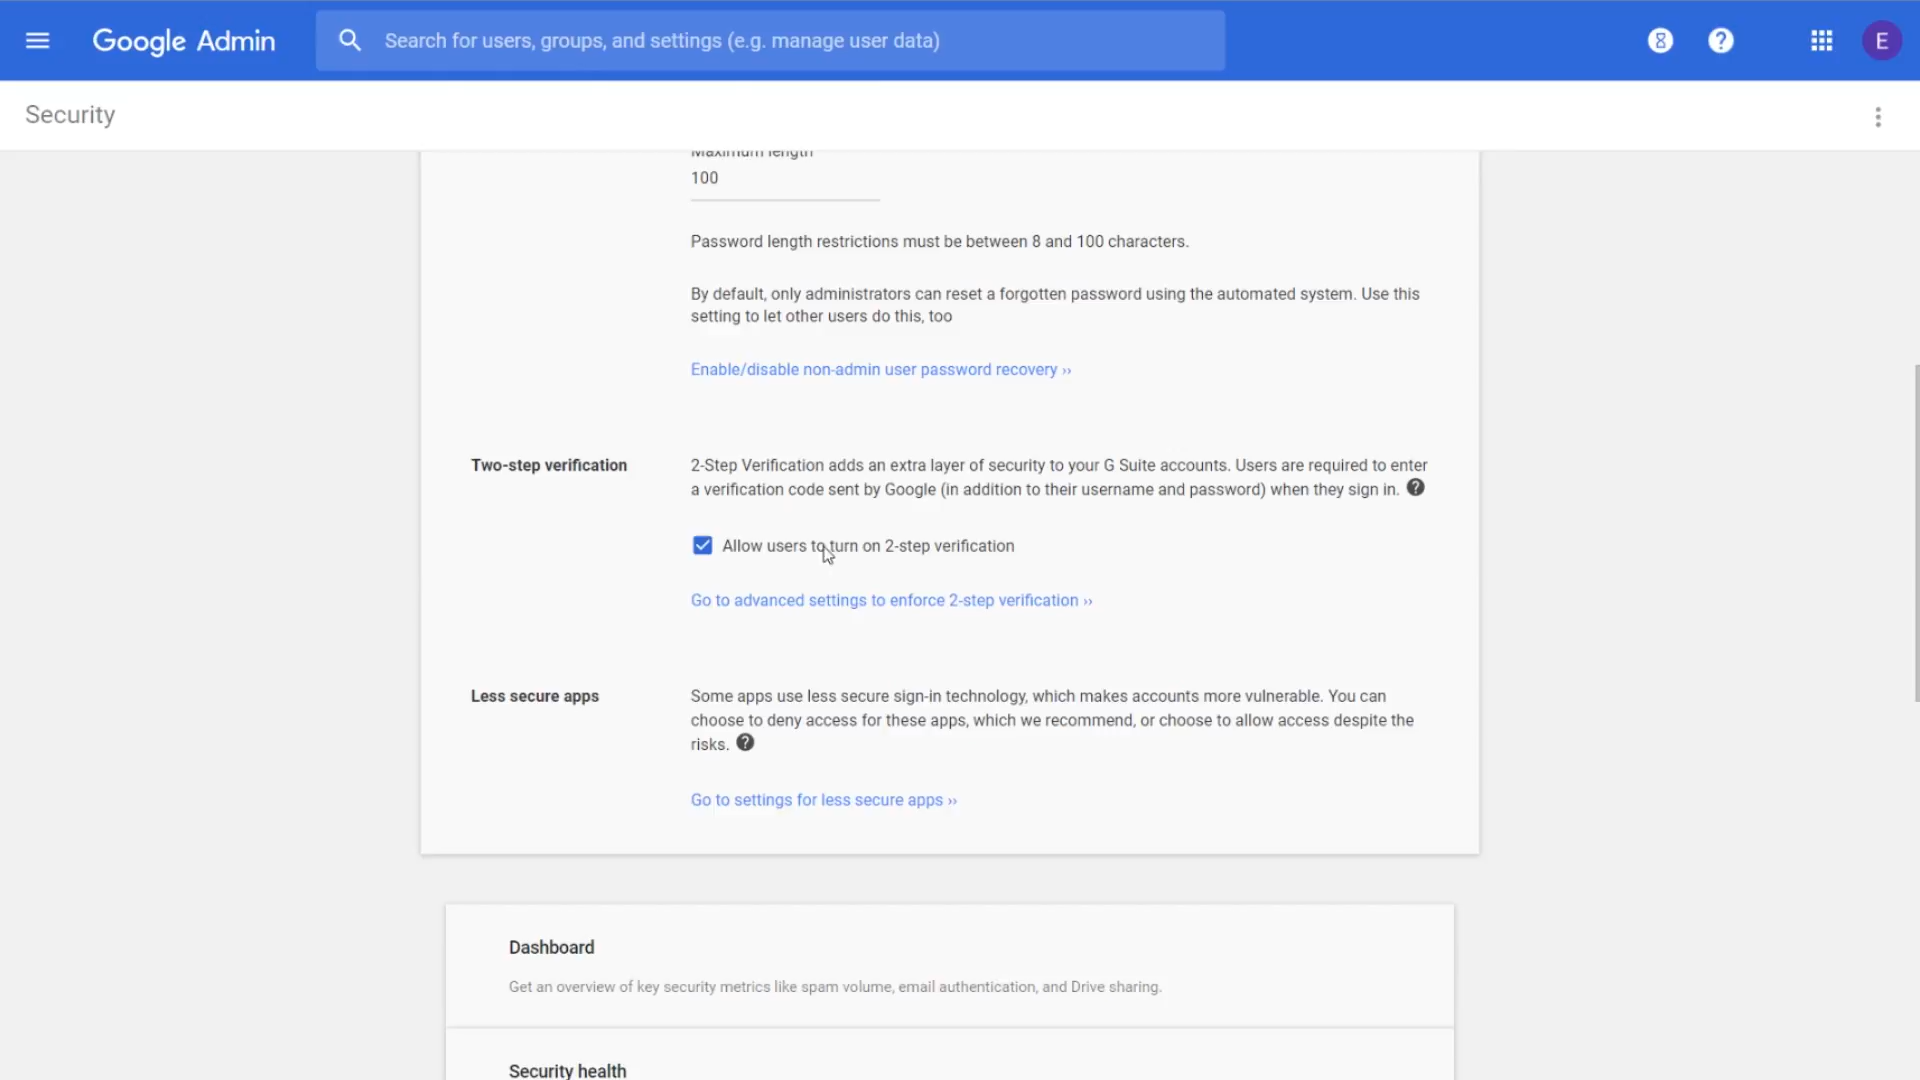 Google Admin
Search for users, groups, and settings (e.g. manage user data)
E
Security
Maximum length
100
Password length restrictions must be between 8 and 100 characters.
By default, only administrators can reset a forgotten password using the automated system. Use this
setting to let other users do this, too
Enable/disable non-admin user password recovery ››
Two-step verification
2-Step Verification adds an extra layer of security to your G Suite accounts. Users are required to enter
a verification code sent by Google (in addition to their username and password) when they sign in.
Allow users to turn on 2-step verification
Go to advanced settings to enforce 2-step verification ››
Less secure apps
Some apps use less secure sign-in technology, which makes accounts more vulnerable. You can
choose to deny access for these apps, which we recommend, or choose to allow access despite the
risks.
Go to settings for less secure apps ››
Dashboard
Get an overview of key security metrics like spam volume, email authentication, and Drive sharing.
Security health